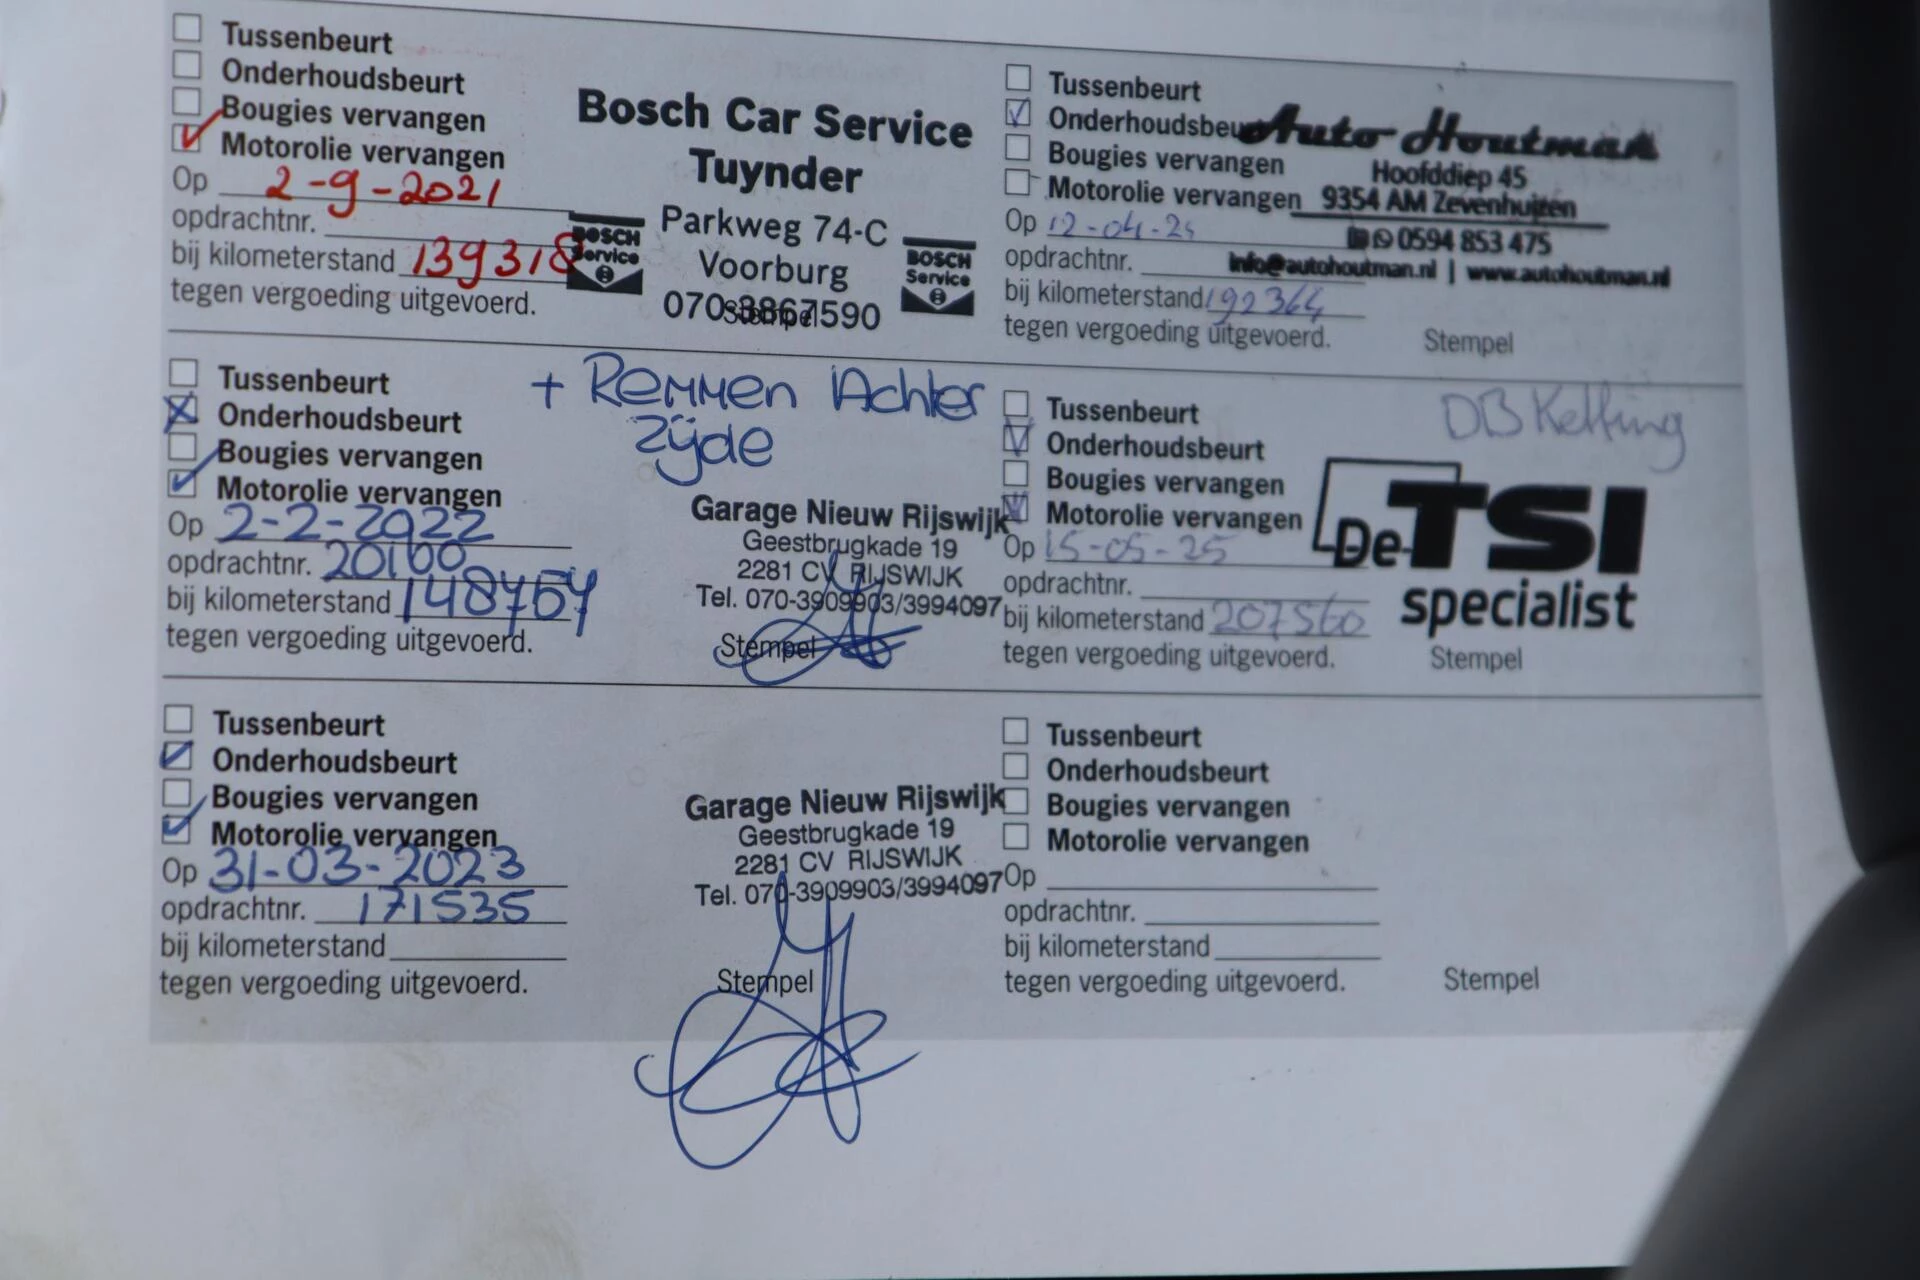 Tussenbeurt
Onderhoudsbeurt
Bougies vervangen
Motorolie vervangen
Op 2-9-2021
opdrachtnr.
bij kilometerstand 139318
tegen vergoeding uitgevoerd.
Bosch Car Service
Tuynder
Parkweg 74-C
Voorburg
070-3867590
BOSCH
Service
BOSCH
Service
Stempel
Tussenbeurt
Onderhoudsbeurt
Bougies vervangen
Motorolie vervangen
Op 2-2-2022
opdrachtnr. 20160
bij kilometerstand 148757
tegen vergoeding uitgevoerd.
+ Remmen Achter
zijde
Garage Nieuw Rijswijk
Geestbrugkade 19
2281 CV RIJSWIJK
Tel. 070-3909903/3994097
Stempel
Tussenbeurt
Onderhoudsbeurt
Bougies vervangen
Motorolie vervangen
Op 31-03-2023
opdrachtnr. 171535
bij kilometerstand
tegen vergoeding uitgevoerd.
Garage Nieuw Rijswijk
Geestbrugkade 19
2281 CV RIJSWIJK
Tel. 070-3909903/3994097
Stempel
Tussenbeurt
Onderhoudsbeurt
Bougies vervangen
Motorolie vervangen
Op 12-04-24
opdrachtnr.
bij kilometerstand 192364
tegen vergoeding uitgevoerd.
Auto Houtman
Hoofddiep 45
9354 AM Zevenhuizen
0594 853 475
info@autohoutman.nl | www.autohoutman.nl
Stempel
Tussenbeurt
Onderhoudsbeurt
Bougies vervangen
Motorolie vervangen
Op 15-05-25
opdrachtnr.
bij kilometerstand 207560
tegen vergoeding uitgevoerd.
De TSI
specialist
Stempel
Tussenbeurt
Onderhoudsbeurt
Bougies vervangen
Motorolie vervangen
Op
opdrachtnr.
bij kilometerstand
tegen vergoeding uitgevoerd.
Stempel